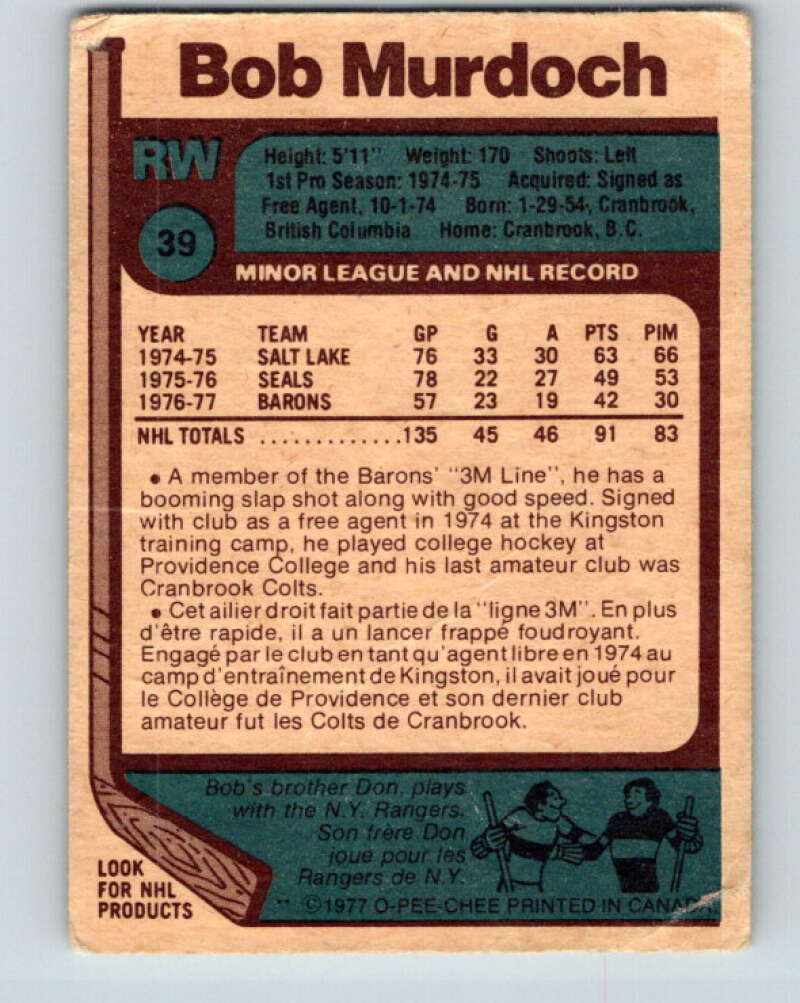 Bob Murdoch
RW
Height: 5'11" Weight: 170 Shoots: Left
1st Pro Season: 1974-75 Acquired: Signed as
Free Agent, 10-1-74 Born: 1-29-54, Cranbrook,
British Columbia Home: Cranbrook, B.C.
39
MINOR LEAGUE AND NHL RECORD
YEAR TEAM GP G A PTS PIM
1974-75 SALT LAKE 76 33 30 63 66
1975-76 SEALS 78 22 27 49 53
1976-77 BARONS 57 23 19 42 30
NHL TOTALS .............135 45 46 91 83
• A member of the Barons' "3M Line", he has a
booming slap shot along with good speed. Signed
with club as a free agent in 1974 at the Kingston
training camp, he played college hockey at
Providence College and his last amateur club was
Cranbrook Colts.
• Cet ailier droit fait partie de la "ligne 3M". En plus
d'être rapide, il a un lancer frappé foudroyant.
Engagé par le club en tant qu'agent libre en 1974 au
camp d'entraînement de Kingston, il avait joué pour
le Collège de Providence et son dernier club
amateur fut les Colts de Cranbrook.
Bob's brother Don, plays
with the N.Y. Rangers.
Son frère Don
joue pour les
Rangers de N.Y.
LOOK
FOR NHL
PRODUCTS
** ©1977 O-PEE-CHEE PRINTED IN CANADA